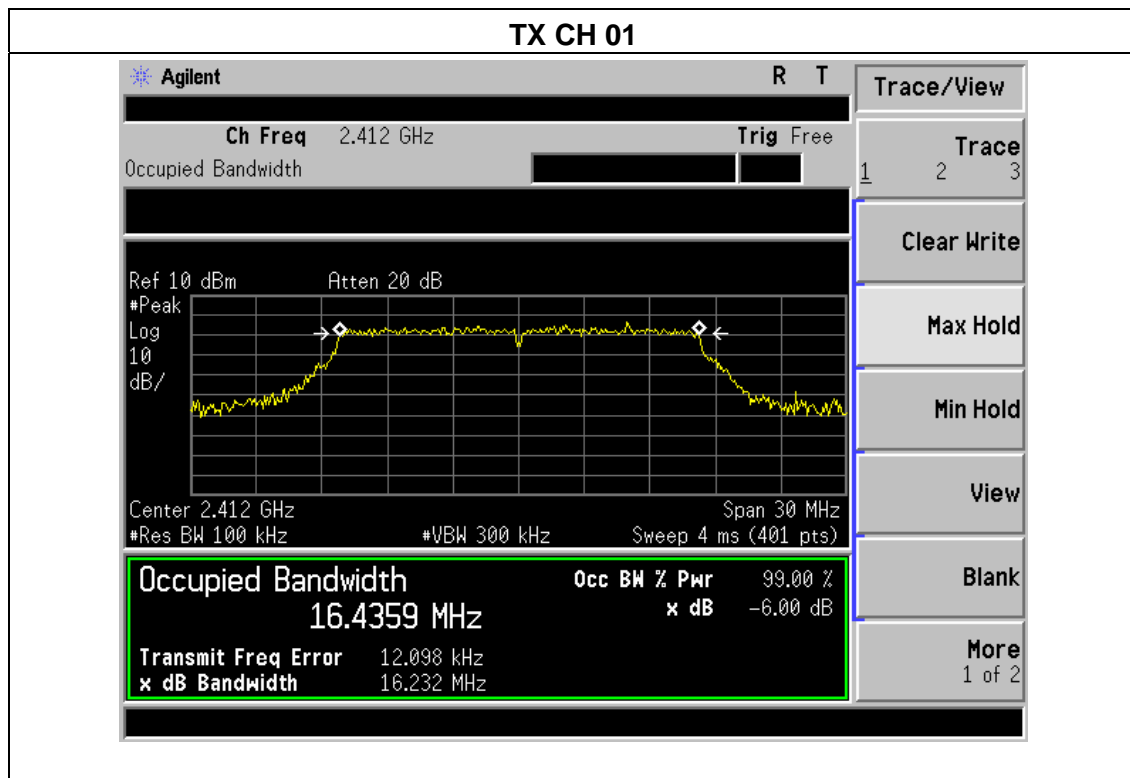 TX CH 01
Agilent R T
Ch Freq 2.412 GHz Trig Free
Occupied Bandwidth
Ref 10 dBm Atten 20 dB
#Peak
Log
10
dB/
Center 2.412 GHz Span 30 MHz
#Res BW 100 kHz #VBW 300 kHz Sweep 4 ms (401 pts)
Occupied Bandwidth
16.4359 MHz
Occ BW % Pwr 99.00 %
x dB -6.00 dB
Transmit Freq Error 12.098 kHz
x dB Bandwidth 16.232 MHz
Trace/View
Trace
1 2 3
Clear Write
Max Hold
Min Hold
View
Blank
More
1 of 2